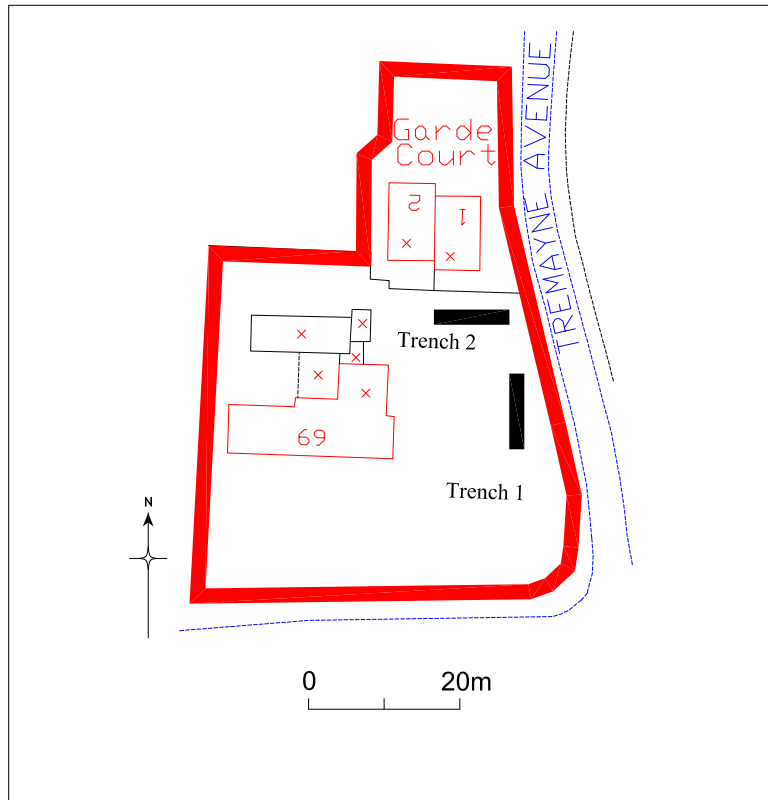 Garde
Court
2
1
TREMAYNE AVENUE
Trench 2
69
Trench 1
N
0
20m